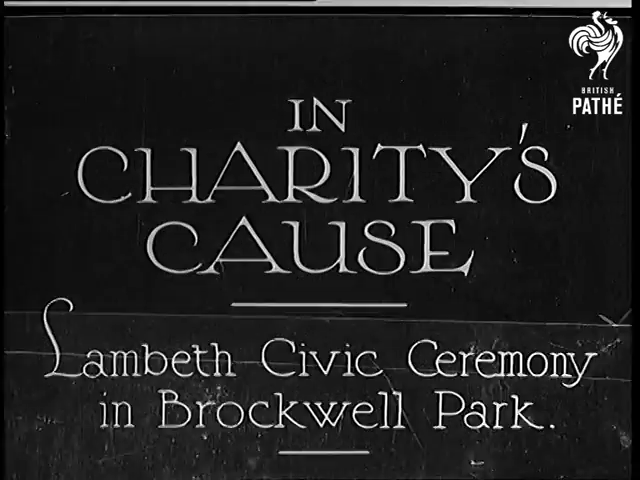 BRITISH
PATHÉ
IN
CHARITY'S
CAUSE
Lambeth Civic Ceremony
in Brockwell Park.